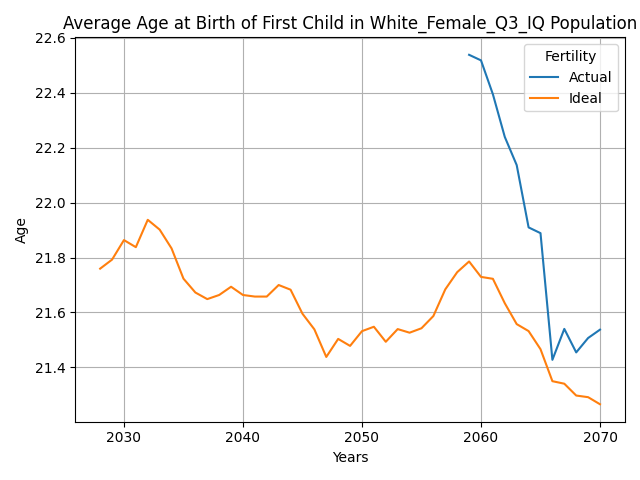 Average Age at Birth of First Child in White_Female_Q3_IQ Population
22.6
22.4
22.2
22.0
21.8
21.6
21.4
Age
Fertility
Actual
Ideal
2030 2040 2050 2060 2070
Years